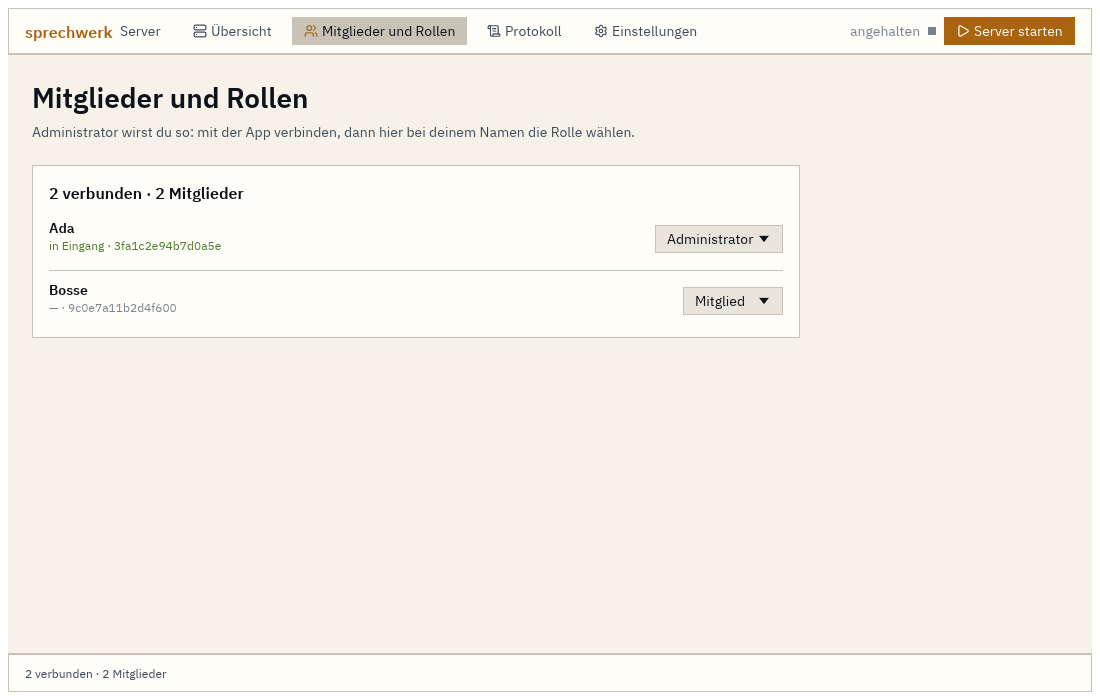 sprechwerk Server Übersicht Mitglieder und Rollen Protokoll Einstellungen angehalten Server starten
Mitglieder und Rollen
Administrator wirst du so: mit der App verbinden, dann hier bei deinem Namen die Rolle wählen.
2 verbunden · 2 Mitglieder
Ada
in Eingang · 3fa1c2e94b7d0a5e
Administrator
Bosse
— · 9c0e7a11b2d4f600
Mitglied
2 verbunden · 2 Mitglieder